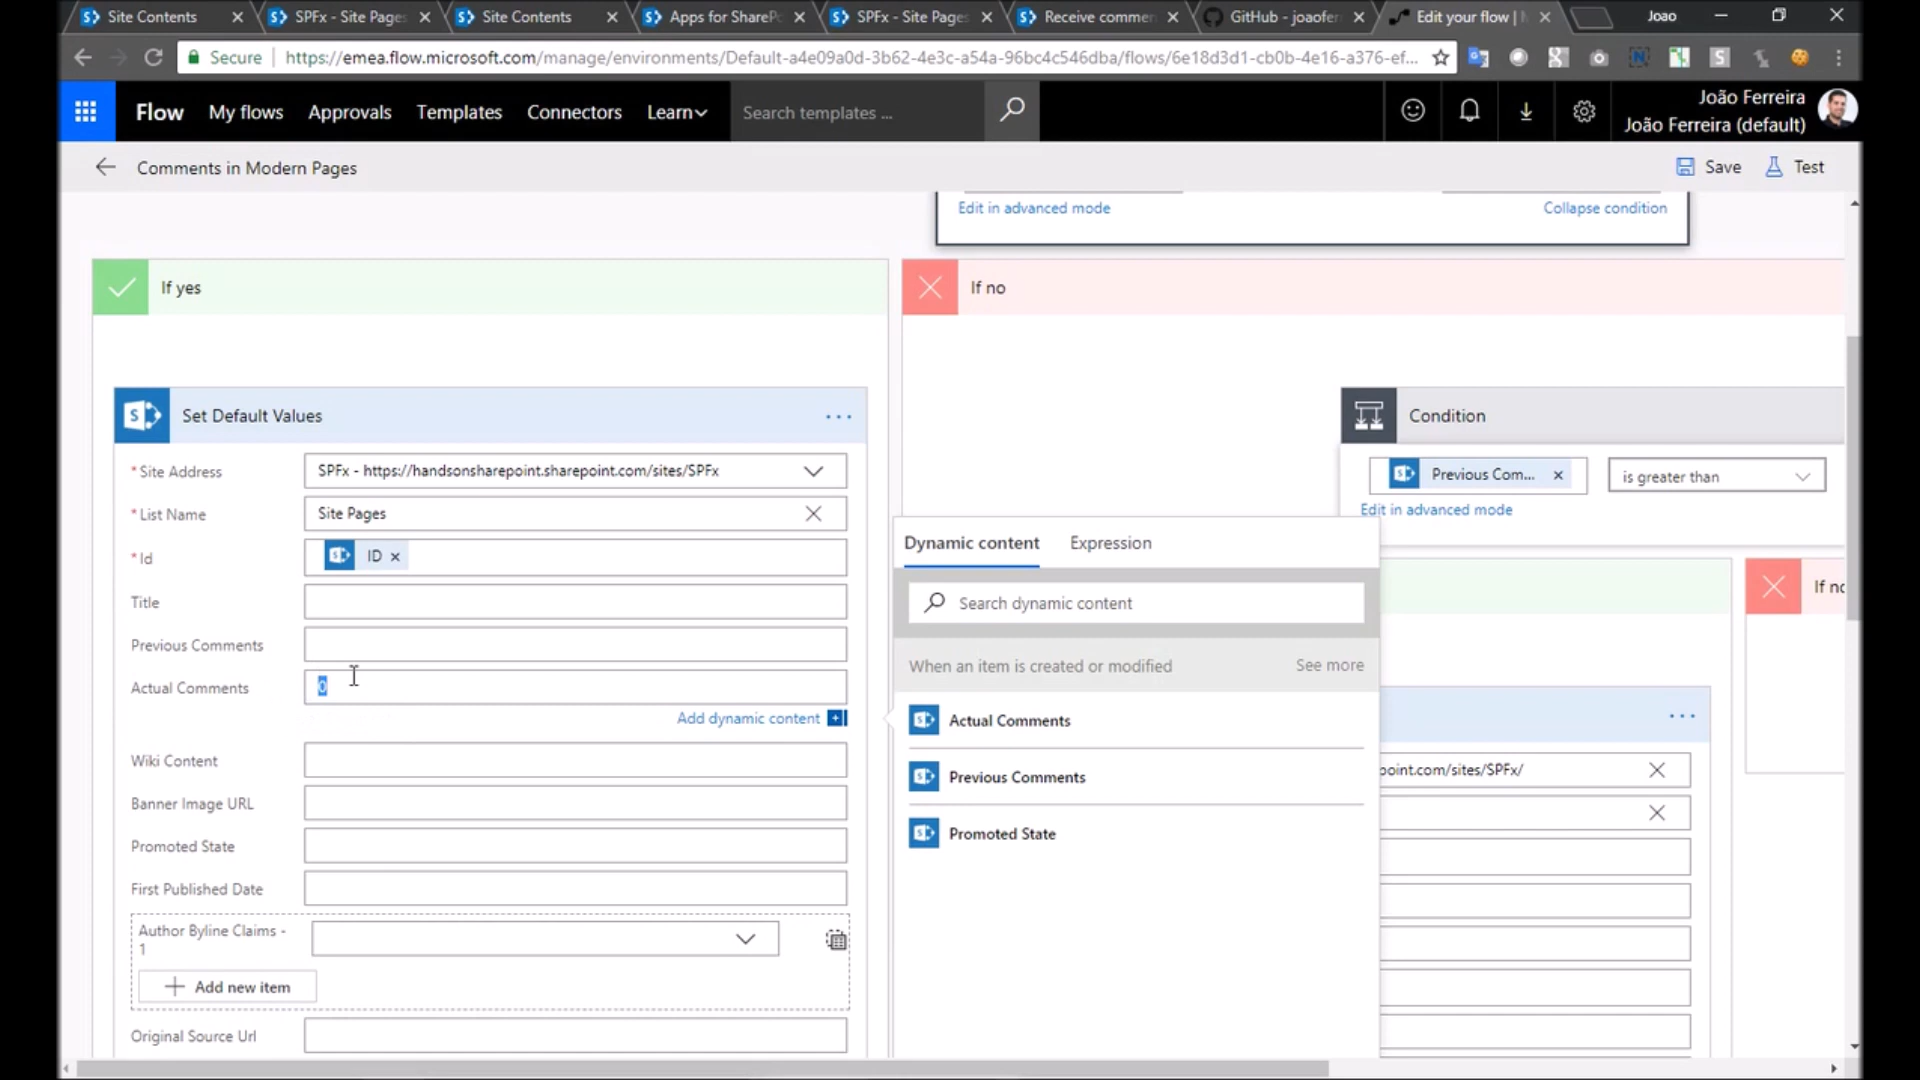 Site Contents
SPFx - Site Pages
Site Contents
Apps for SharePo
SPFx - Site Pages
Receive commen
GitHub - joaofer
Edit your flow |
Joao
Secure
https://emea.flow.microsoft.com/manage/environments/Default-a4e09a0d-3b62-4e3c-a54a-96bc4c546dba/flows/6e18d3d1-cb0b-4e16-a376-ef...
Flow
My flows
Approvals
Templates
Connectors
Learn
Search templates ...
João Ferreira
João Ferreira (default)
Comments in Modern Pages
Save
Test
Edit in advanced mode
Collapse condition
If yes
If no
Set Default Values
Condition
* Site Address
SPFx - https://handsonsharepoint.sharepoint.com/sites/SPFx
Previous Com...
is greater than
Edit in advanced mode
* List Name
Site Pages
* Id
ID
Dynamic content
Expression
Title
Search dynamic content
If no
Previous Comments
When an item is created or modified
See more
Actual Comments
0
Add dynamic content
Actual Comments
Wiki Content
Previous Comments
point.com/sites/SPFx/
Banner Image URL
Promoted State
Promoted State
First Published Date
Author Byline Claims -
1
Add new item
Original Source Url